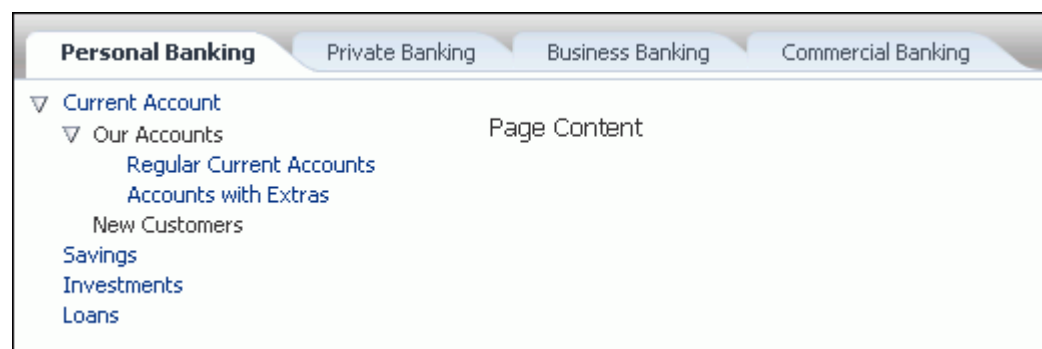 Personal Banking Private Banking Business Banking Commercial Banking
Current Account
Our Accounts
Page Content
Regular Current Accounts
Accounts with Extras
New Customers
Savings
Investments
Loans